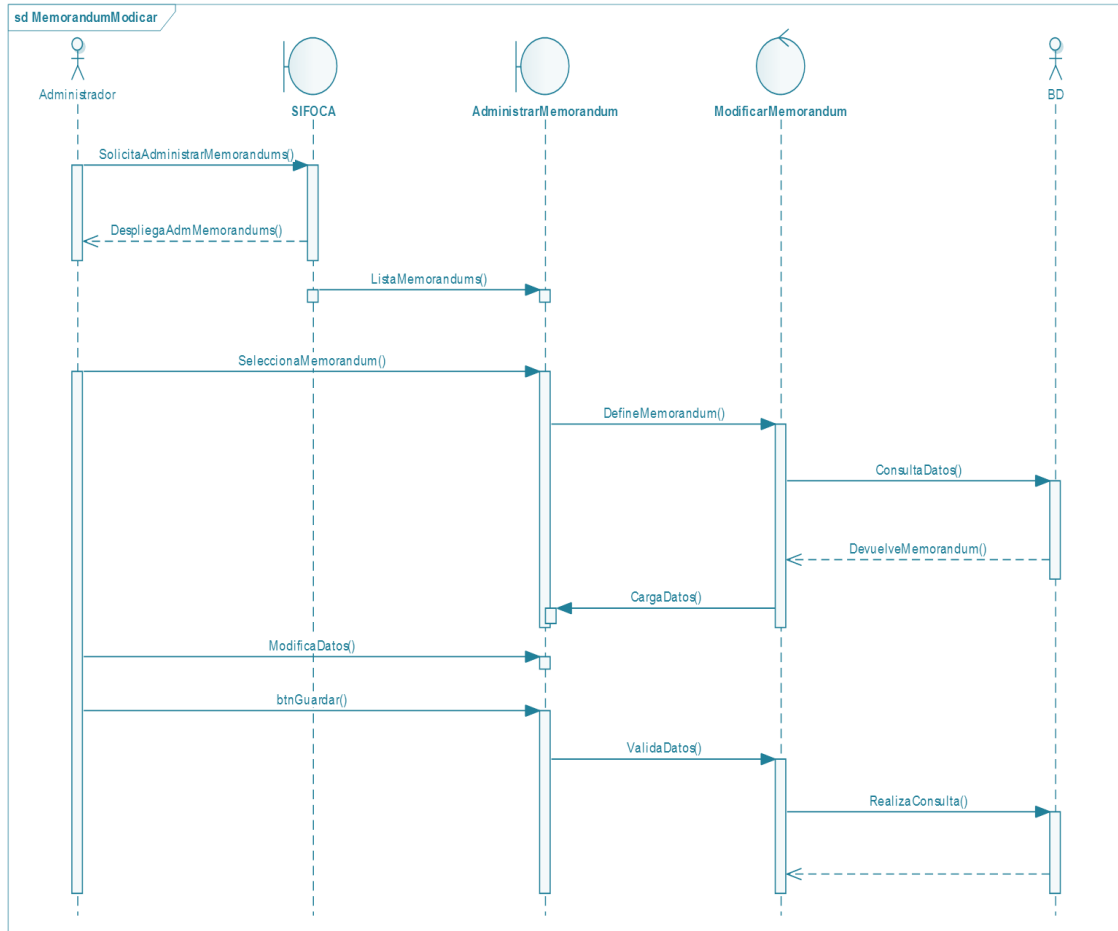 sd MemorandumModicar
Administrador
SIFOCA
AdministrarMemorandum
ModificarMemorandum
BD
SolicitaAdministrarMemorandums()
DespliegaAdmMemorandums()
ListaMemorandums()
SeleccionaMemorandum()
DefineMemorandum()
ConsultaDatos()
DevuelveMemorandum()
CargaDatos()
ModificaDatos()
btnGuardar()
ValidaDatos()
RealizaConsulta()